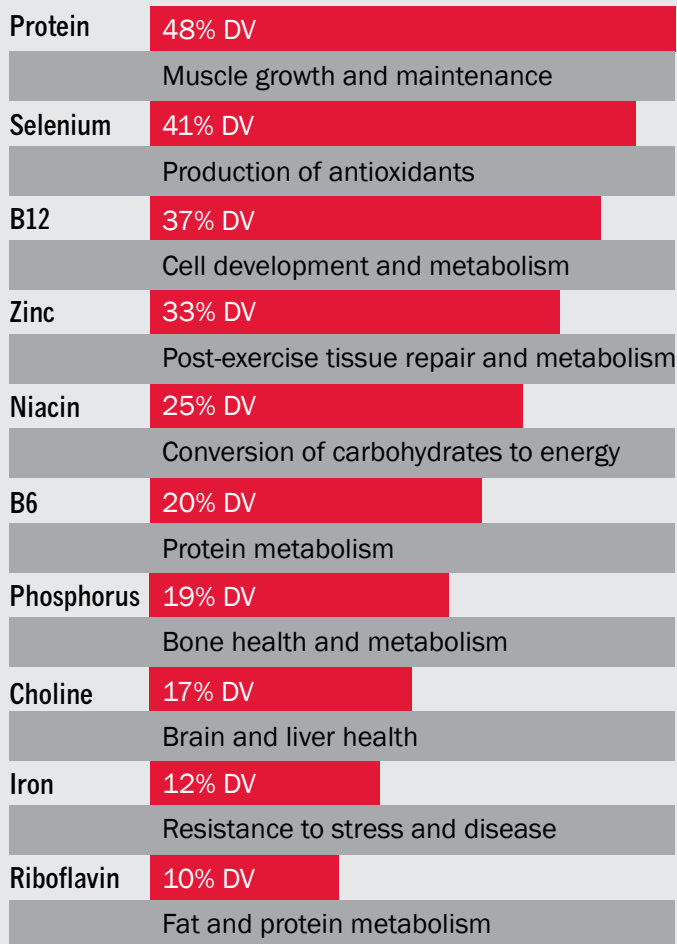 Protein 48% DV
Muscle growth and maintenance
Selenium 41% DV
Production of antioxidants
B12 37% DV
Cell development and metabolism
Zinc 33% DV
Post-exercise tissue repair and metabolism
Niacin 25% DV
Conversion of carbohydrates to energy
B6 20% DV
Protein metabolism
Phosphorus 19% DV
Bone health and metabolism
Choline 17% DV
Brain and liver health
Iron 12% DV
Resistance to stress and disease
Riboflavin 10% DV
Fat and protein metabolism